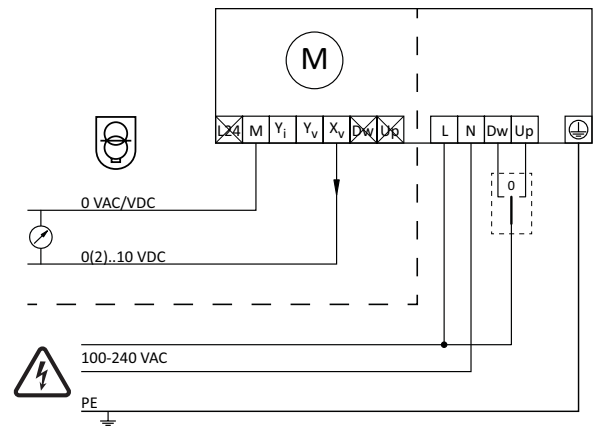 M
L24 M Yi Yv Xv Dw Up L N Dw Up
0
0 VAC/VDC
0(2)..10 VDC
100-240 VAC
PE